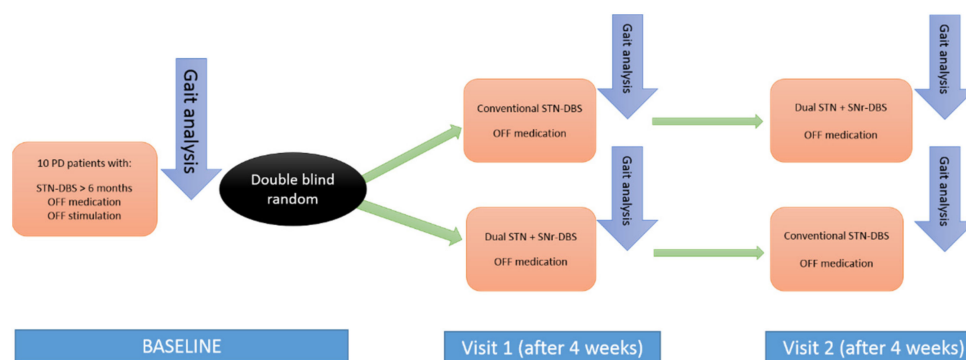 Gait analysis
10 PD patients with:
STN-DBS > 6 months
OFF medication
OFF stimulation
Double blind
random
Conventional STN-DBS
OFF medication
Gait analysis
Dual STN + SNr-DBS
OFF medication
Gait analysis
Dual STN + SNr-DBS
OFF medication
Gait analysis
Conventional STN-DBS
OFF medication
Gait analysis
BASELINE
Visit 1 (after 4 weeks)
Visit 2 (after 4 weeks)